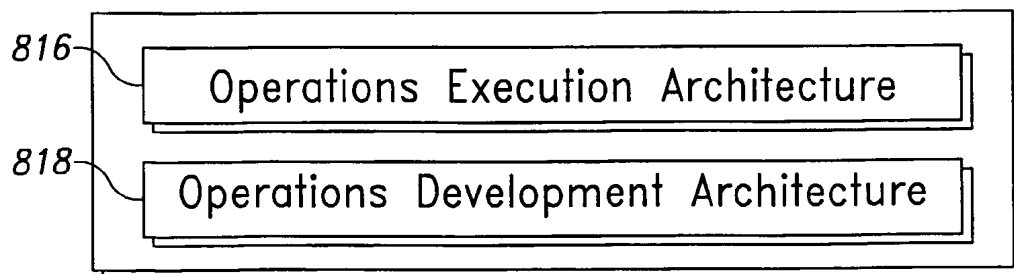 816
Operations Execution Architecture
818
Operations Development Architecture